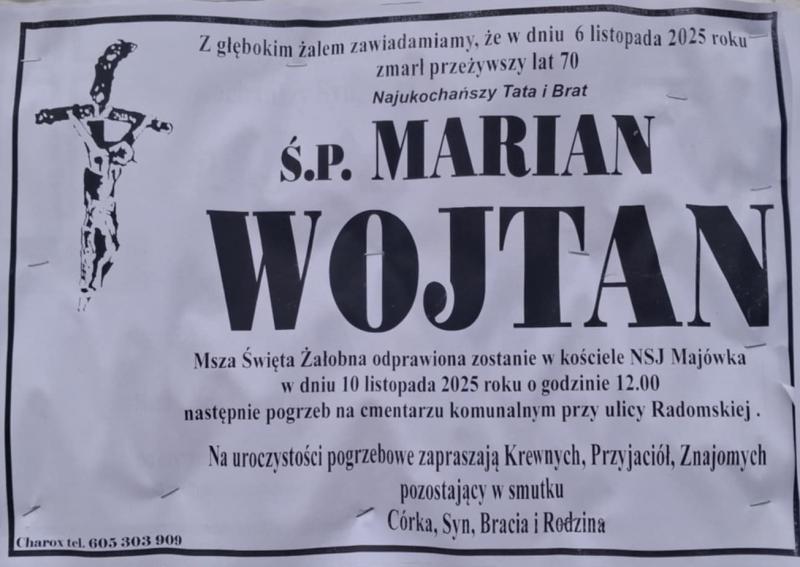 Z głębokim żalem zawiadamiamy, że w dniu 6 listopada 2025 roku
zmarł przeżywszy lat 70
Najukochańszy Tata i Brat
Ś.P. MARIAN
WOJTAN
Msza Święta Żałobna odprawiona zostanie w kościele NSJ Majówka
w dniu 10 listopada 2025 roku o godzinie 12.00
następnie pogrzeb na cmentarzu komunalnym przy ulicy Radomskiej .
Na uroczystości pogrzebowe zapraszają Krewnych, Przyjaciół, Znajomych
pozostający w smutku
Córka, Syn, Bracia i Rodzina
Charox tel. 605 303 909